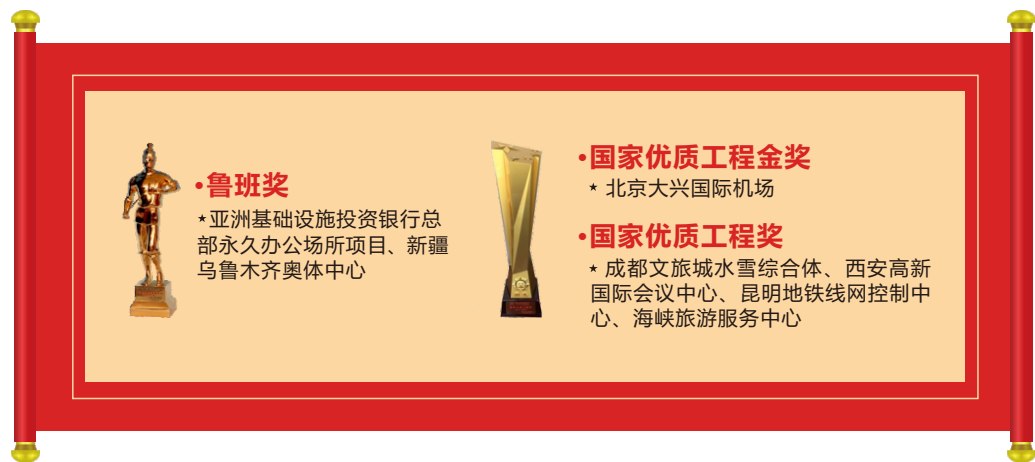 ·鲁班奖
★亚洲基础设施投资银行总
部永久办公场所项目、新疆
乌鲁木齐奥体中心
·国家优质工程金奖
★ 北京大兴国际机场
·国家优质工程奖
★ 成都文旅城水雪综合体、西安高新
国际会议中心、昆明地铁线网控制中
心、海峡旅游服务中心